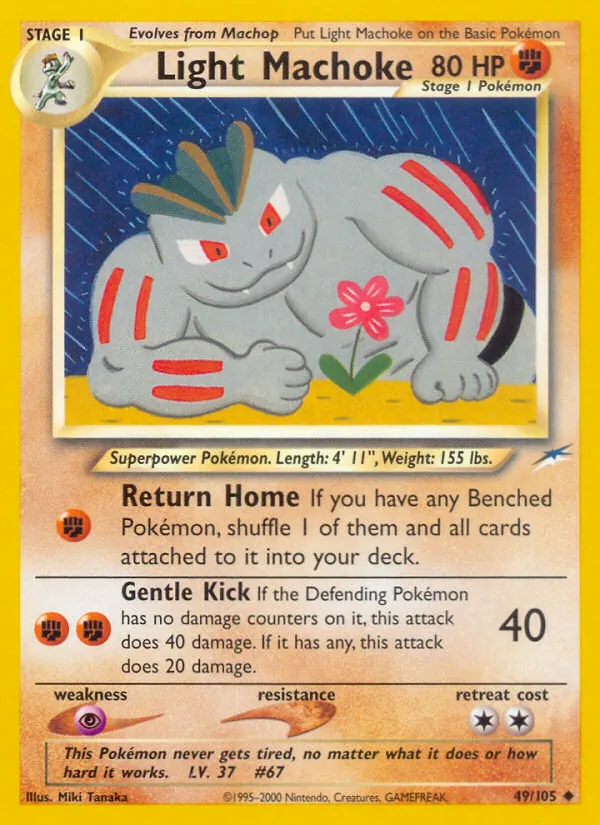 STAGE 1 Evolves from Machop Put Light Machoke on the Basic Pokémon
Light Machoke 80 HP
Stage 1 Pokémon
Superpower Pokémon. Length: 4' 11", Weight: 155 lbs.
Return Home If you have any Benched
Pokémon, shuffle 1 of them and all cards
attached to it into your deck.
Gentle Kick If the Defending Pokémon
has no damage counters on it, this attack
does 40 damage. If it has any, this attack
does 20 damage.
40
weakness resistance retreat cost
This Pokémon never gets tired, no matter what it does or how
hard it works. LV. 37 #67
Illus. Miki Tanaka ©1995-2000 Nintendo, Creatures, GAMEFREAK. 49/105